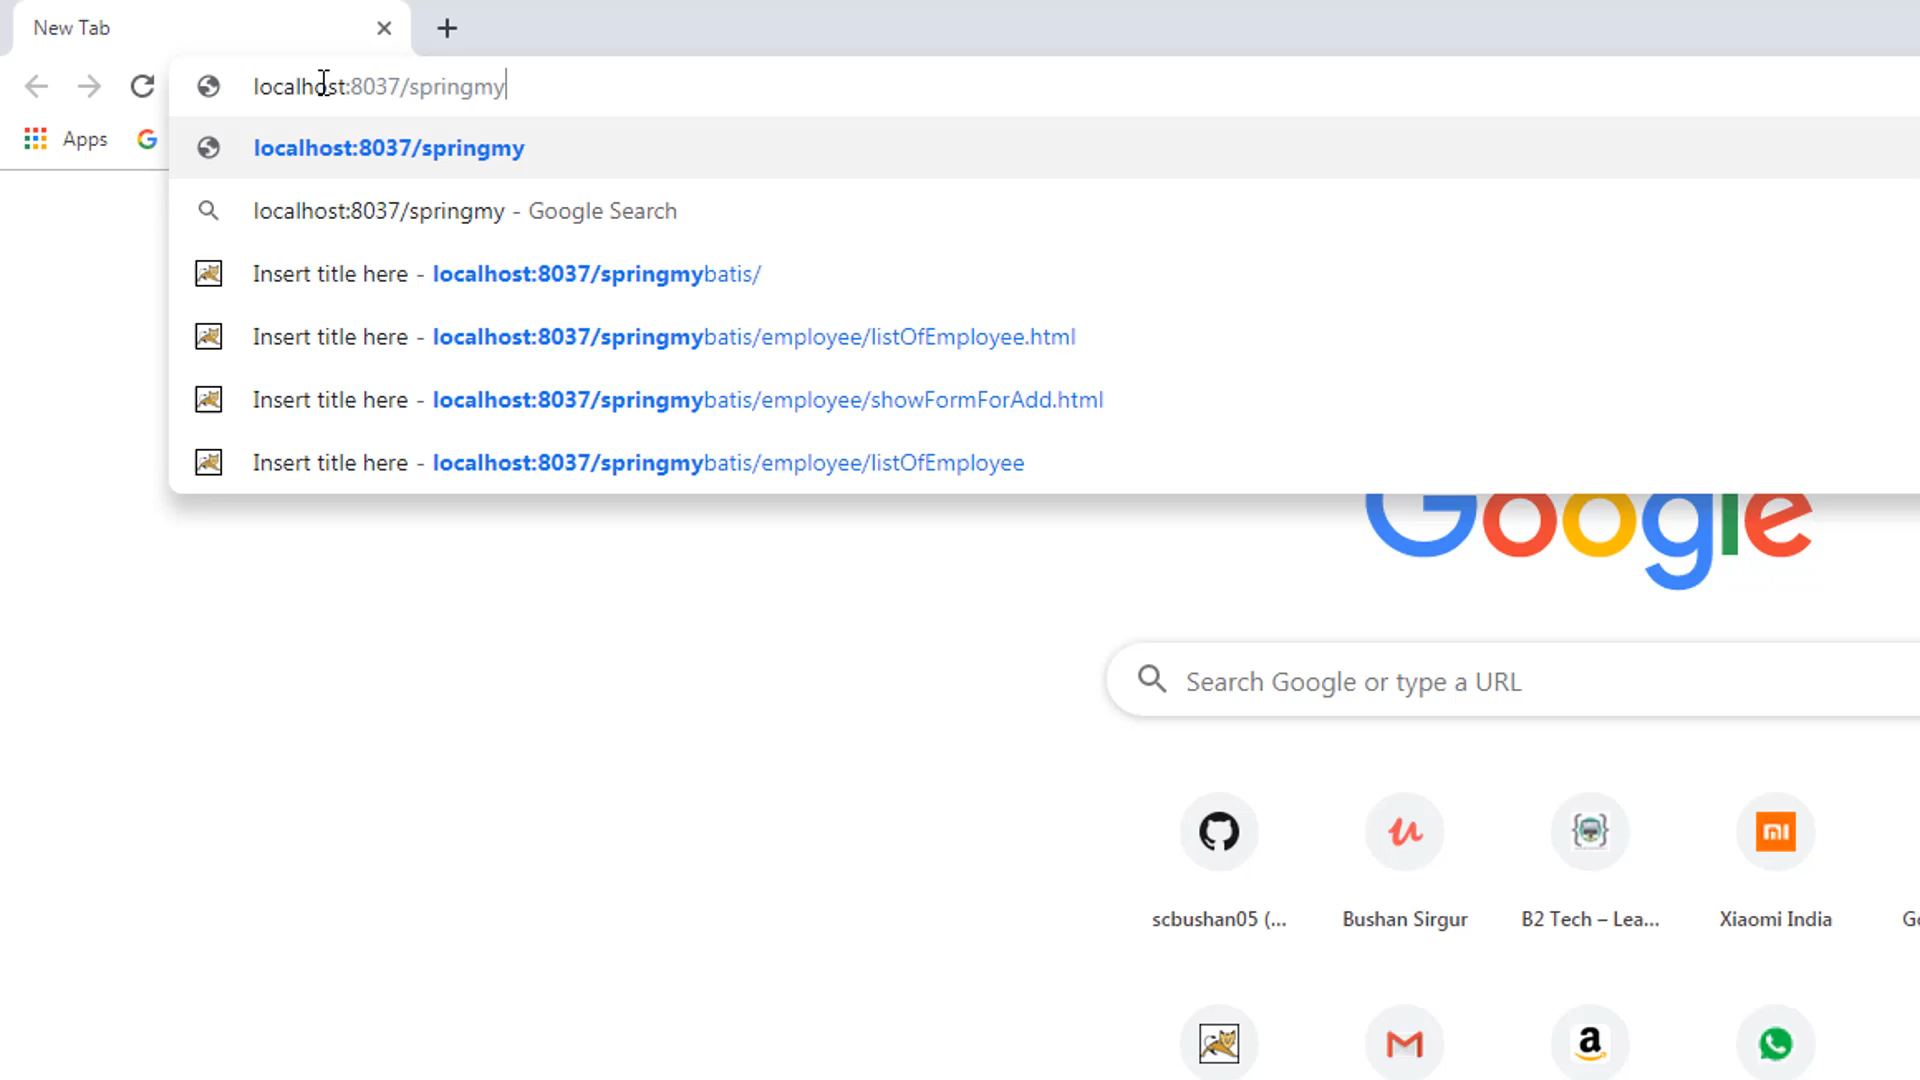 New Tab
localhost:8037/springmy
Apps
localhost:8037/springmy
localhost:8037/springmy - Google Search
Insert title here - localhost:8037/springmybatis/
Insert title here - localhost:8037/springmybatis/employee/listOfEmployee.html
Insert title here - localhost:8037/springmybatis/employee/showFormForAdd.html
Insert title here - localhost:8037/springmybatis/employee/listOfEmployee
Google
Search Google or type a URL
scbushan05 (... Bushan Sirgur B2 Tech – Lea... Xiaomi India Go